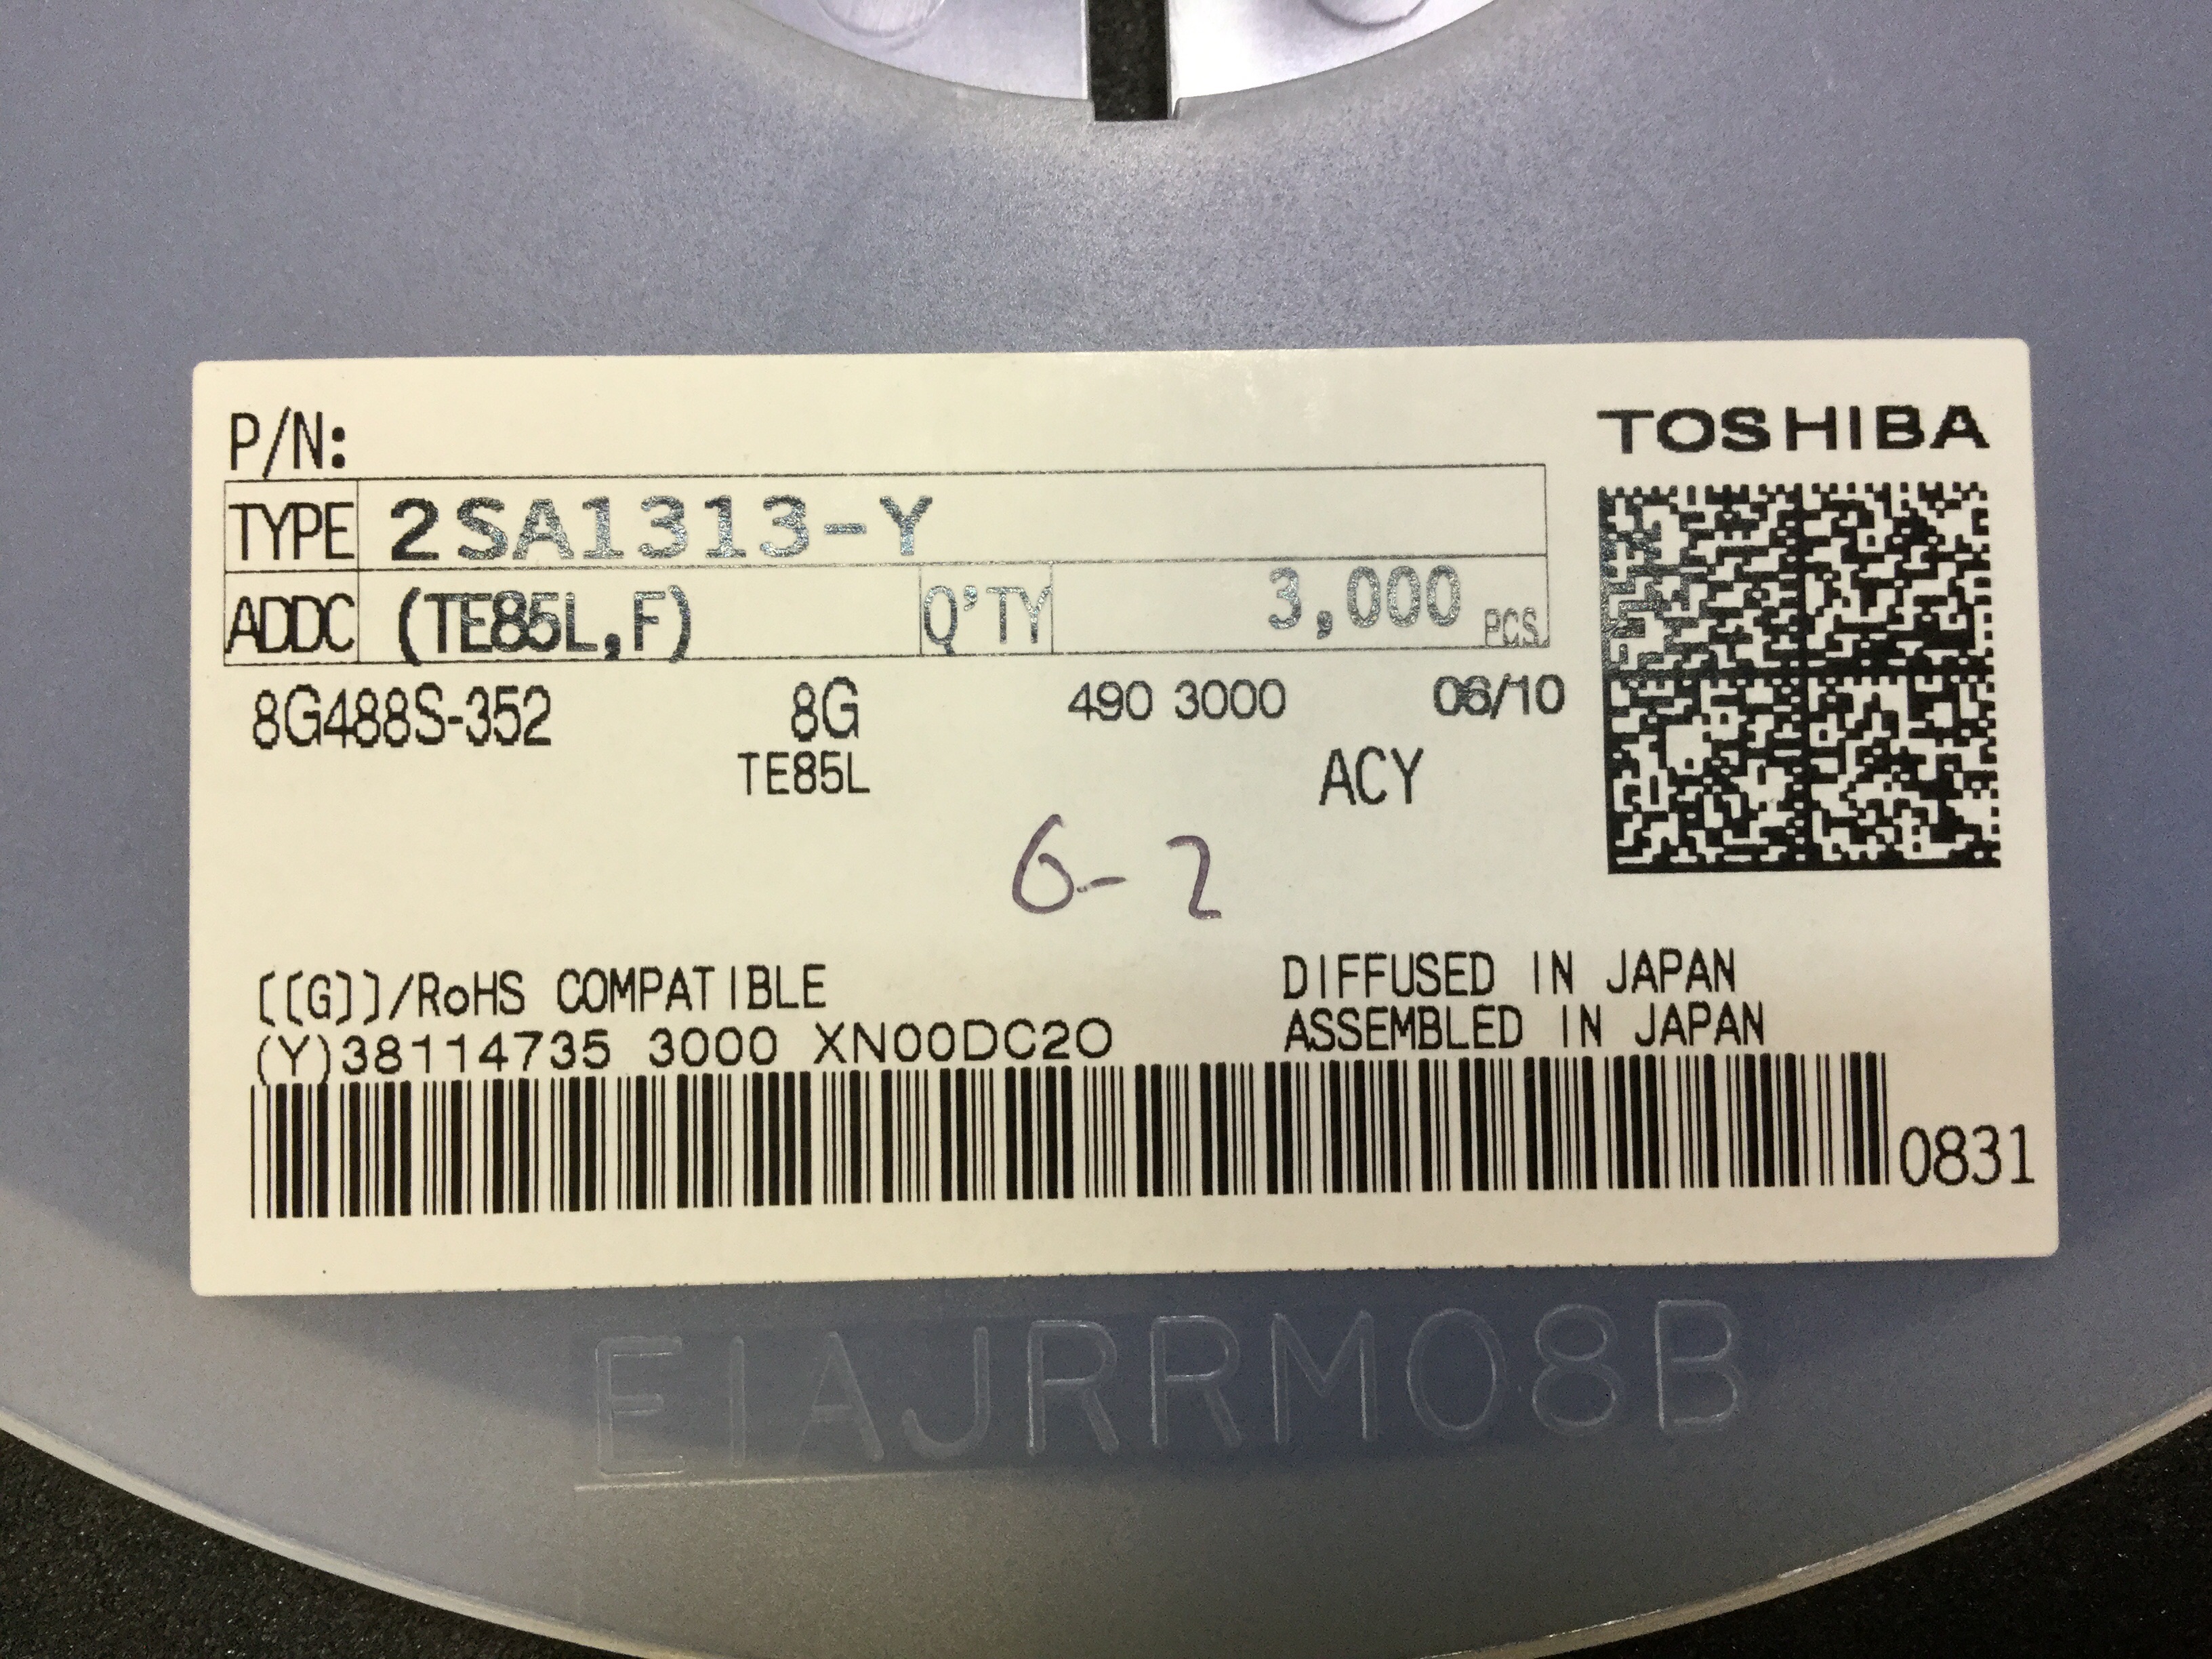 P/N:
TOSHIBA
TYPE 2SA1313-Y
ADDC (TE85L,F) Q'TY 3,000 PCS.
8G488S-352 8G 490 3000 06/10
TE85L ACY
6-2
[[G]]/RoHS COMPATIBLE
DIFFUSED IN JAPAN
(Y)38114735 3000 XN00DC20
ASSEMBLED IN JAPAN
0831
EIAJRRM08B